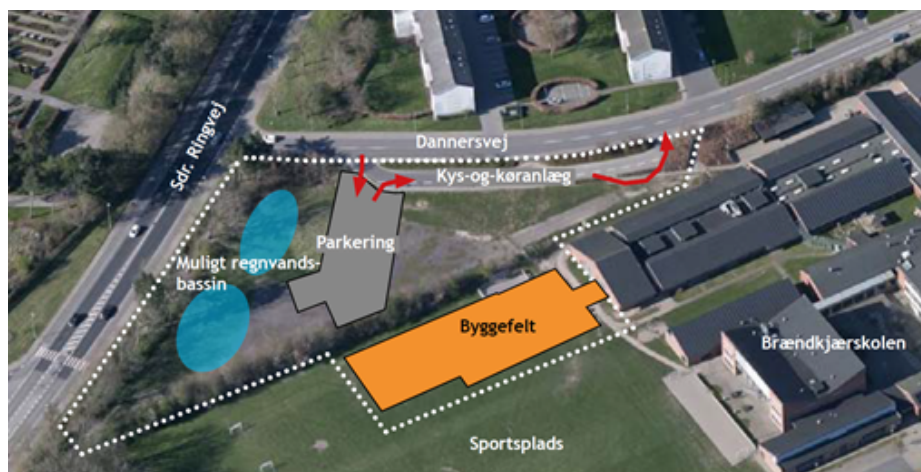 Sdr. Ringvej
Dannersvej
Kys-og-køranlæg
Parkering
Muligt regnvands-
bassin
Byggefelt
Brændkjærskolen
Sportsplads